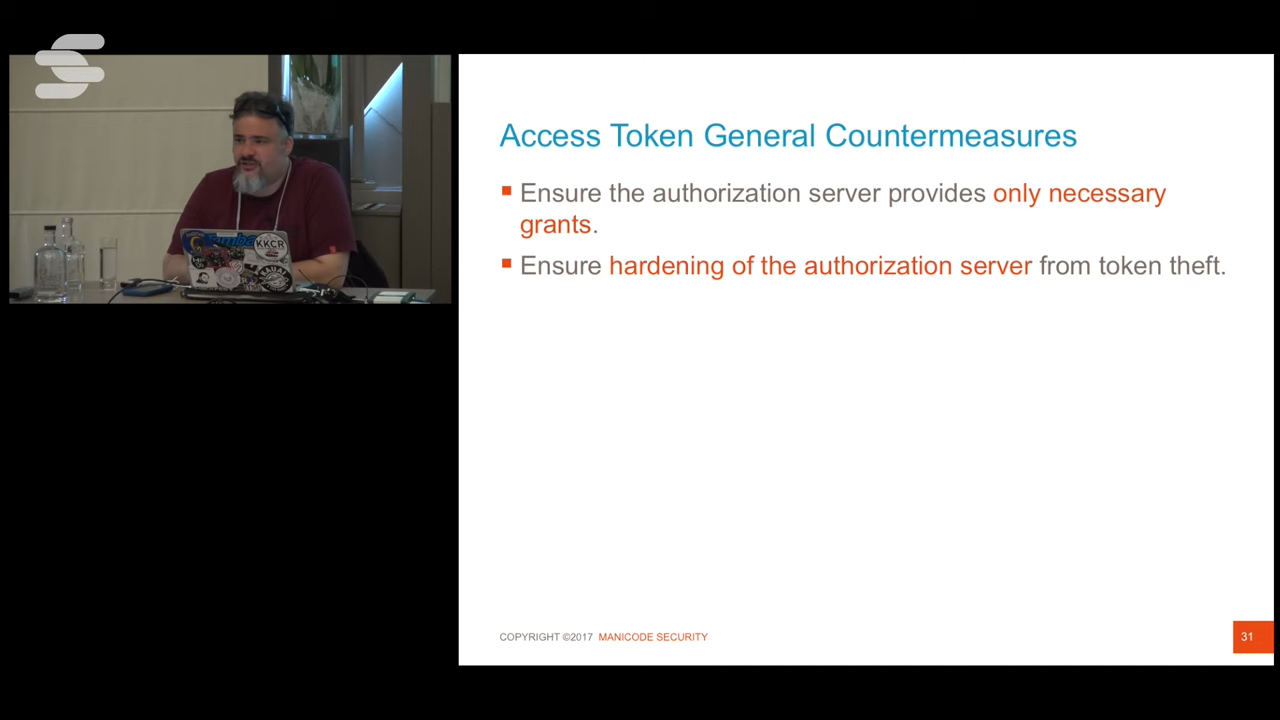 Access Token General Countermeasures
Ensure the authorization server provides only necessary
grants.
Ensure hardening of the authorization server from token theft.
COPYRIGHT ©2017 MANICODE SECURITY
31
KKCR
KAUAI